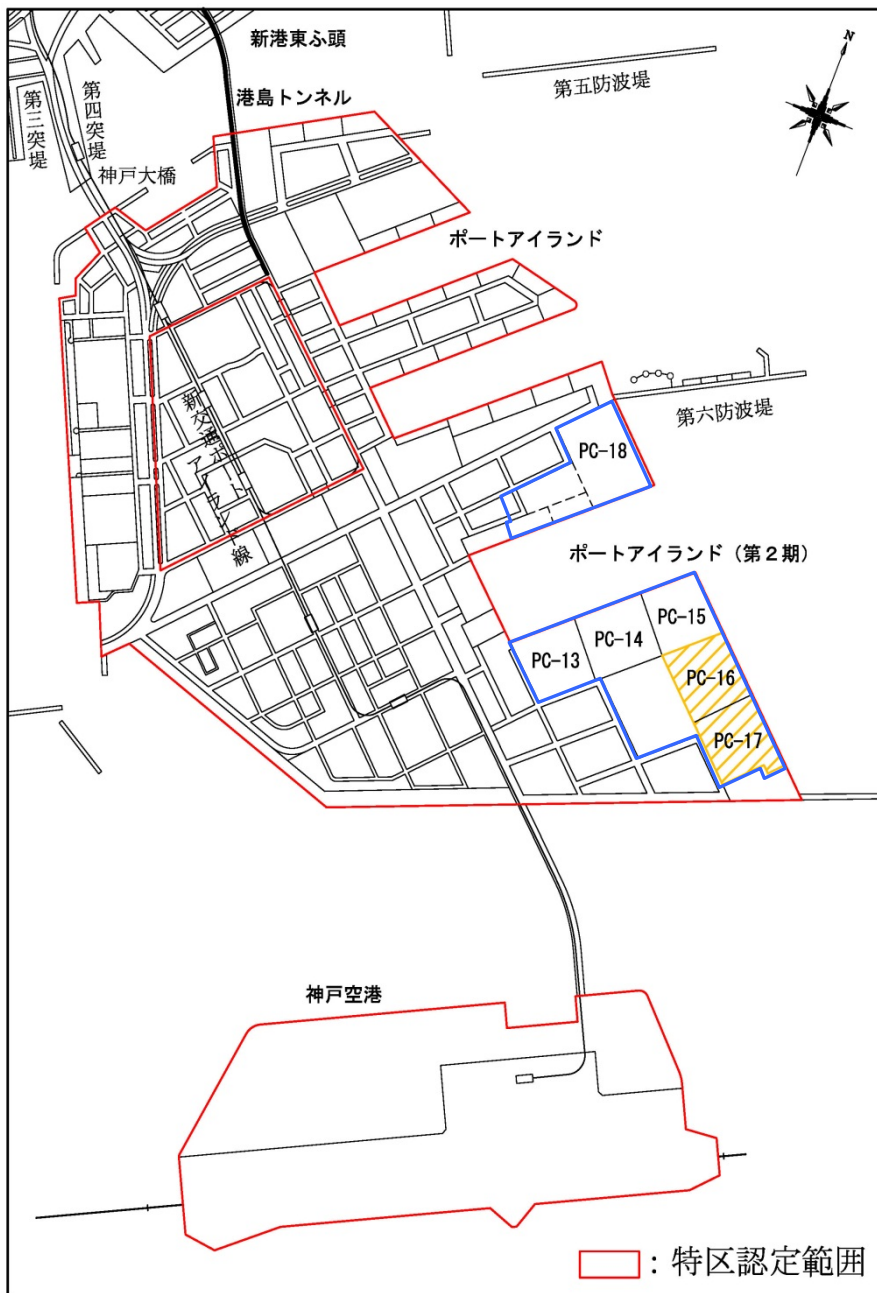 新港東ふ頭
N
第五防波堤
第四突堤
第三突堤
港島トンネル
神戸大橋
ポートアイランド
第六防波堤
新交通ポートアイランド線
PC-18
ポートアイランド（第２期）
PC-15
PC-14
PC-13
PC-16
PC-17
神戸空港
：特区認定範囲